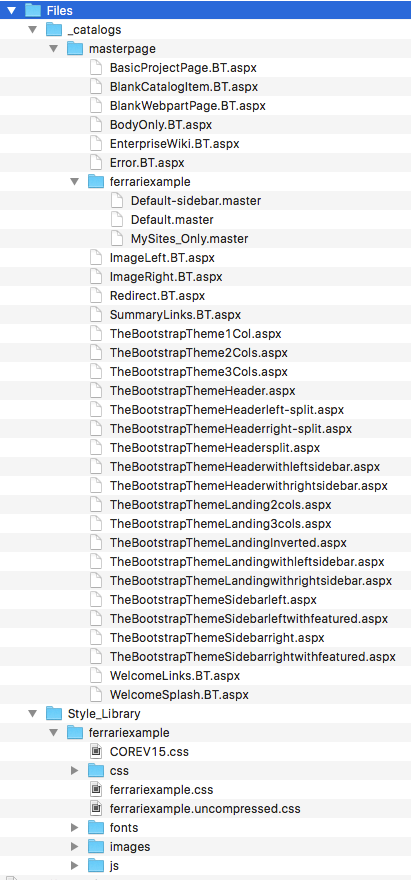 Files
_catalogs
masterpage
BasicProjectPage.BT.aspx
BlankCatalogItem.BT.aspx
BlankWebpartPage.BT.aspx
BodyOnly.BT.aspx
EnterpriseWiki.BT.aspx
Error.BT.aspx
ferrariexample
Default-sidebar.master
Default.master
MySites_Only.master
ImageLeft.BT.aspx
ImageRight.BT.aspx
Redirect.BT.aspx
SummaryLinks.BT.aspx
TheBootstrapTheme1Col.aspx
TheBootstrapTheme2Cols.aspx
TheBootstrapTheme3Cols.aspx
TheBootstrapThemeHeader.aspx
TheBootstrapThemeHeaderleft-split.aspx
TheBootstrapThemeHeaderright-split.aspx
TheBootstrapThemeHeadersplit.aspx
TheBootstrapThemeHeaderwithleftsidebar.aspx
TheBootstrapThemeHeaderwithrightsidebar.aspx
TheBootstrapThemeLanding2cols.aspx
TheBootstrapThemeLanding3cols.aspx
TheBootstrapThemeLandingInverted.aspx
TheBootstrapThemeLandingwithleftsidebar.aspx
TheBootstrapThemeLandingwithrightsidebar.aspx
TheBootstrapThemeSidebarleft.aspx
TheBootstrapThemeSidebarleftwithfeatured.aspx
TheBootstrapThemeSidebarright.aspx
TheBootstrapThemeSidebarrightwithfeatured.aspx
WelcomeLinks.BT.aspx
WelcomeSplash.BT.aspx
Style_Library
ferrariexample
COREV15.css
css
ferrariexample.css
ferrariexample.uncompressed.css
fonts
images
js